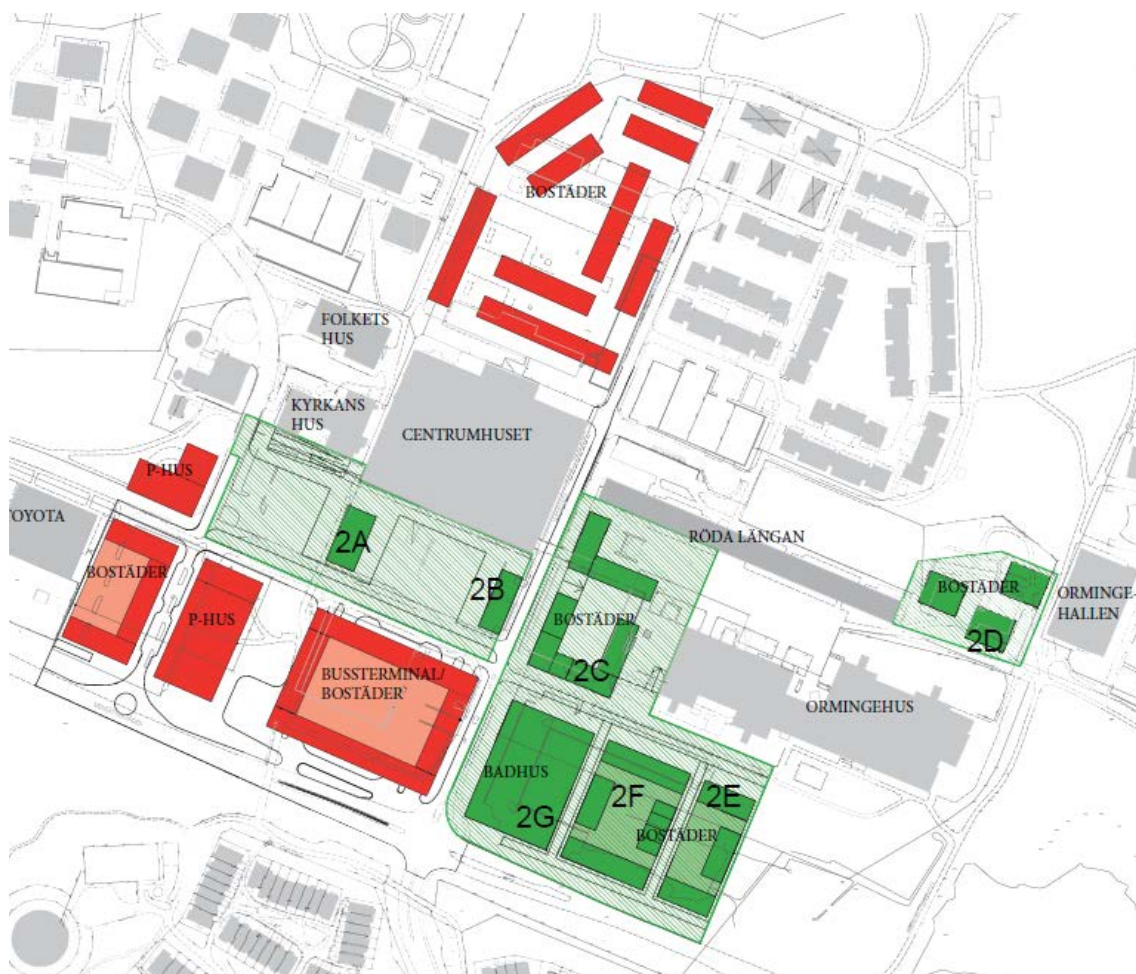 BOSTÄDER
FOLKETS
HUS
KYRKANS
HUS
CENTRUMHUSET
P-HUS
TOYOTA
2A
RÖDA LÄNGAN
BOSTÄDER
P-HUS
2B
BOSTÄDER
2C
BOSTÄDER
2D
ORMINGE-
HALLEN
BUSSTERMINAL/
BOSTÄDER
ORMINGEHUS
BADHUS
2G
2F
2E
BOSTÄDER